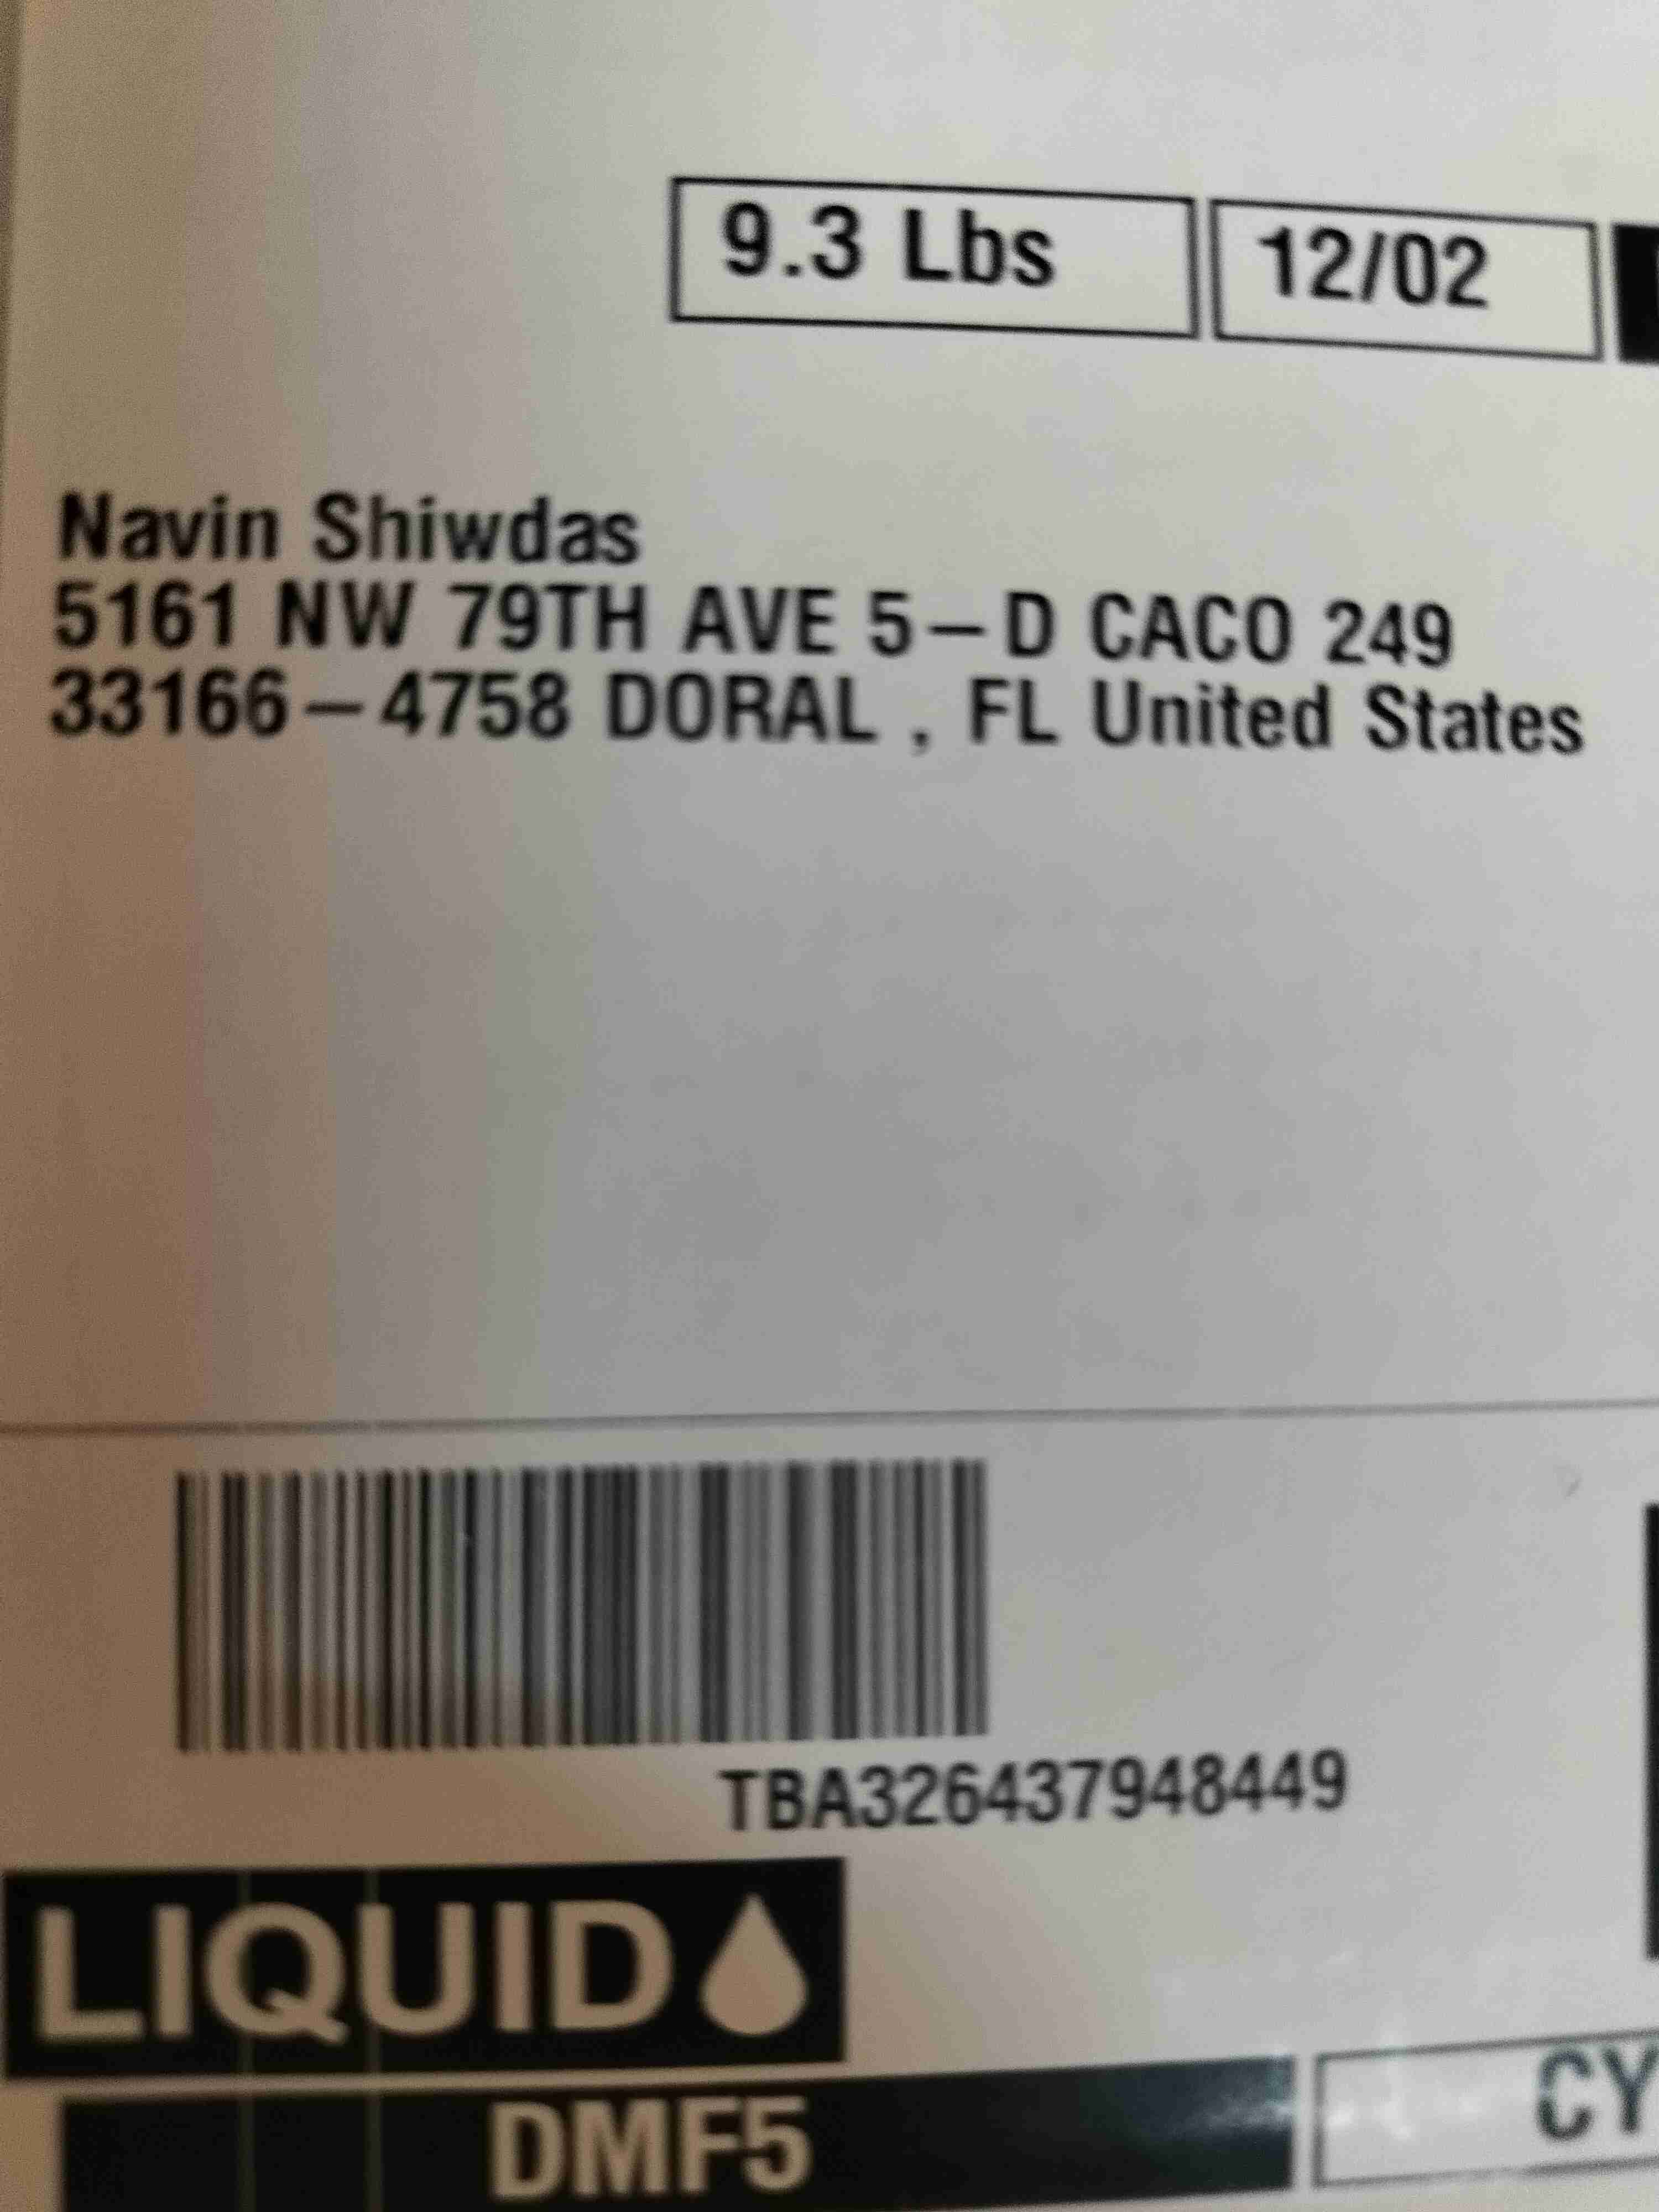 9.3 Lbs 12/02
Navin Shiwdas
5161 NW 79TH AVE 5-D CACO 249
33166-4758 DORAL , FL United States
TBA326437948449
LIQUID
DMF5
CY